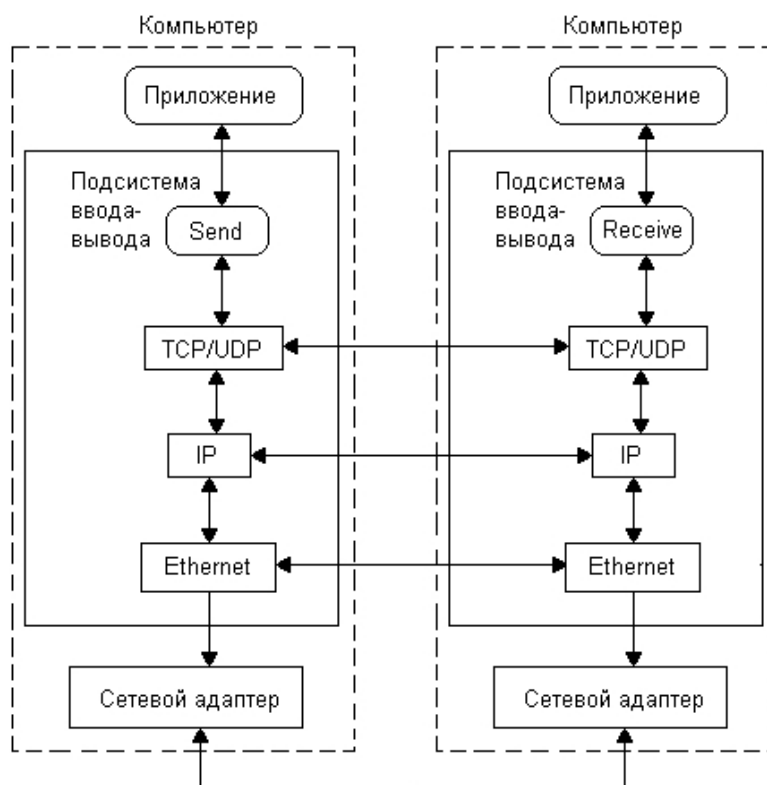 Компьютер
Приложение
Подсистема
ввода-
вывода
Send
TCP/UDP
IP
Ethernet
Сетевой адаптер
Компьютер
Приложение
Подсистема
ввода-
вывода
Receive
TCP/UDP
IP
Ethernet
Сетевой адаптер